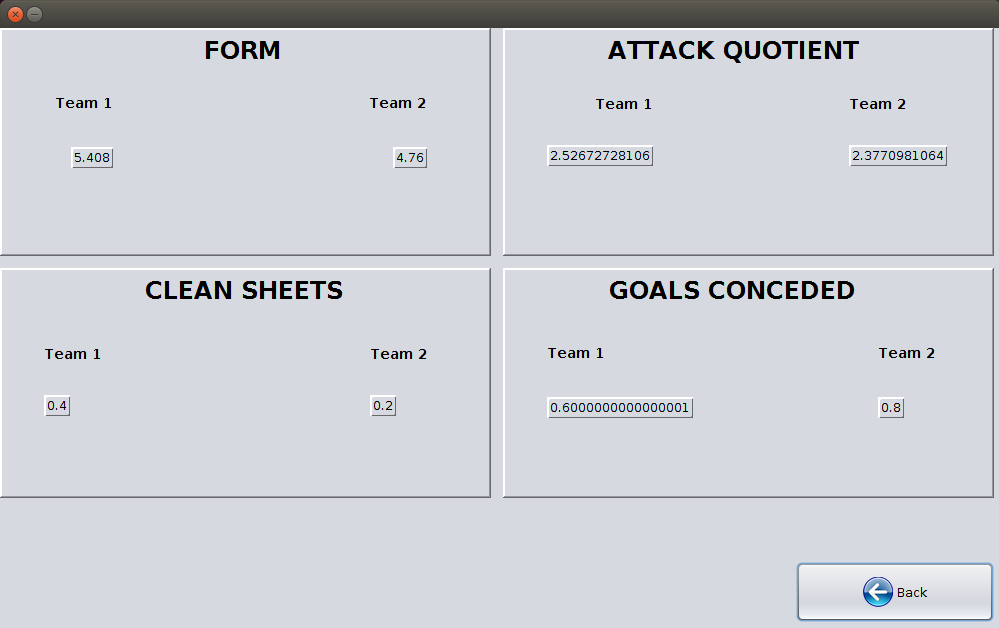 FORM
Team 1 Team 2
5.408 4.76
ATTACK QUOTIENT
Team 1 Team 2
2.52672728106 2.3770981064
CLEAN SHEETS
Team 1 Team 2
0.4 0.2
GOALS CONCEDED
Team 1 Team 2
0.6000000000000001 0.8
Back